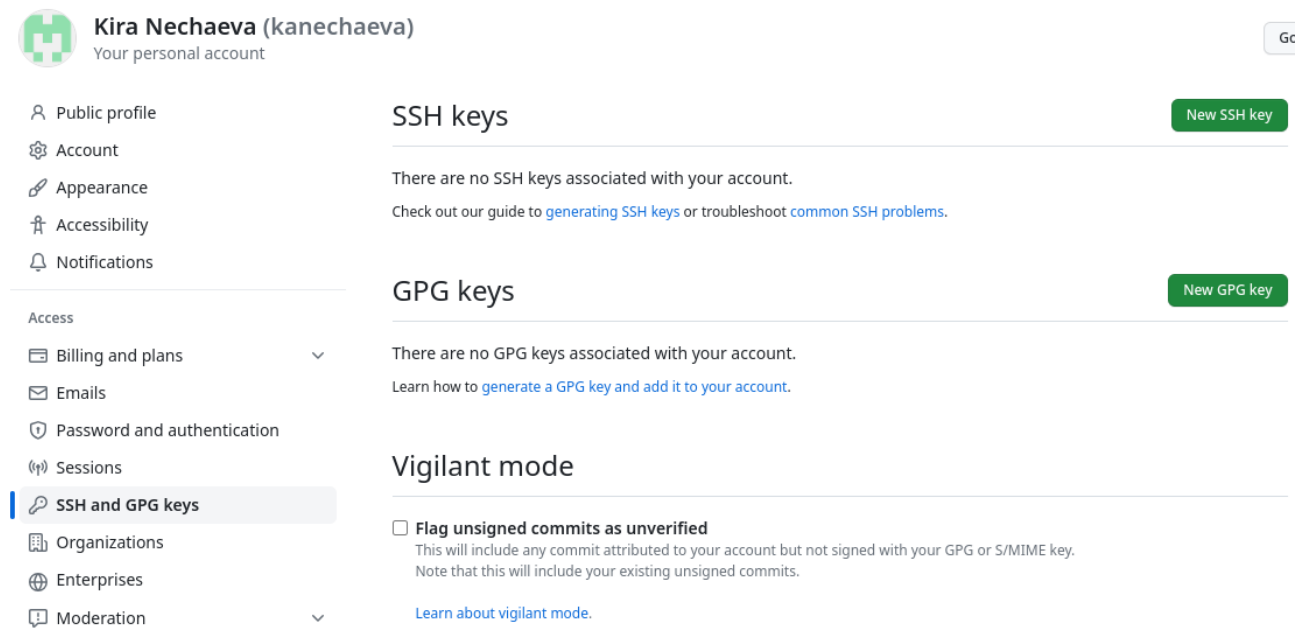 Kira Nechaeva (kanechaeva)
Your personal account
Public profile
Account
Appearance
Accessibility
Notifications
Access
Billing and plans
Emails
Password and authentication
Sessions
SSH and GPG keys
Organizations
Enterprises
Moderation
Go
SSH keys
New SSH key
There are no SSH keys associated with your account.
Check out our guide to generating SSH keys or troubleshoot common SSH problems.
GPG keys
New GPG key
There are no GPG keys associated with your account.
Learn how to generate a GPG key and add it to your account.
Vigilant mode
Flag unsigned commits as unverified
This will include any commit attributed to your account but not signed with your GPG or S/MIME key.
Note that this will include your existing unsigned commits.
Learn about vigilant mode.